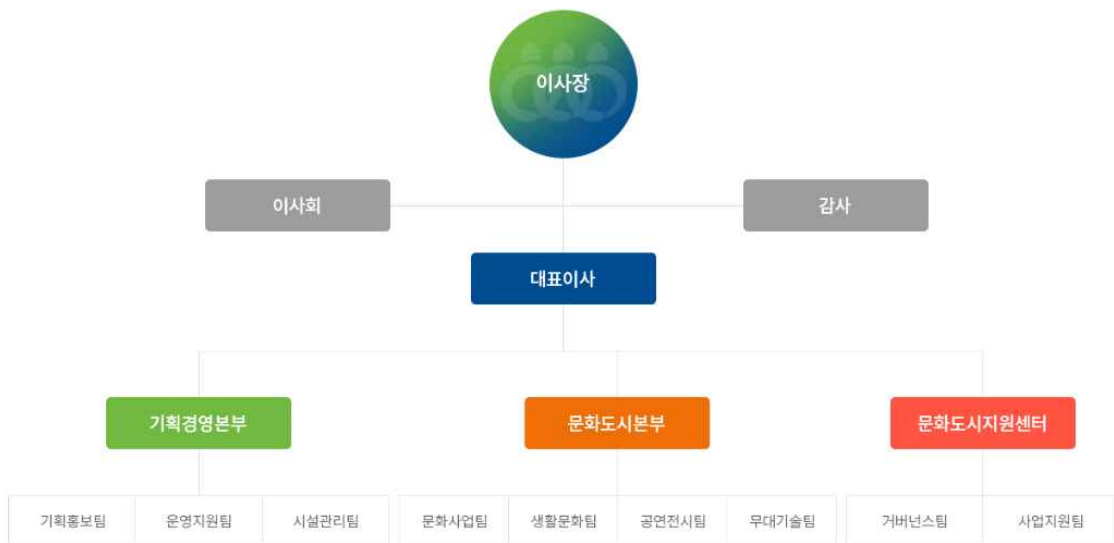 이사장
이사회 감사
대표이사
기획경영본부 문화도시본부 문화도시지원센터
기획홍보팀 운영지원팀 시설관리팀 문화사업팀 생활문화팀 공연전시팀 무대기술팀 거버넌스팀 사업지원팀